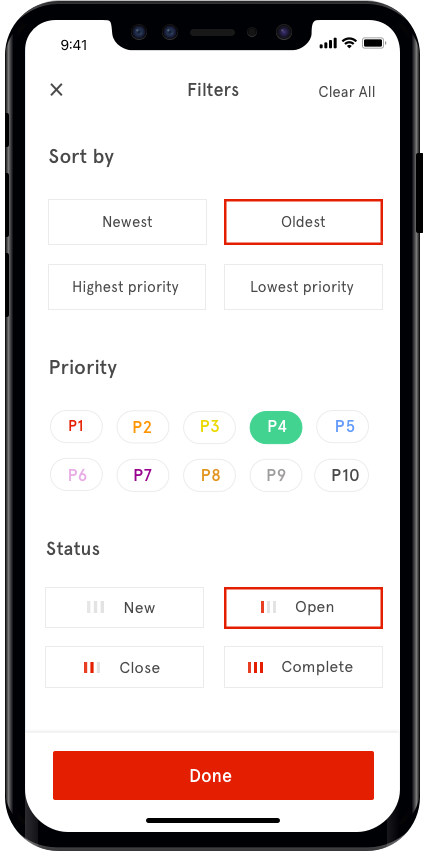 9:41
Filters Clear All
Sort by
Newest Oldest
Highest priority Lowest priority
Priority
P1 P2 P3 P4 P5
P6 P7 P8 P9 P10
Status
New Open
Close Complete
Done